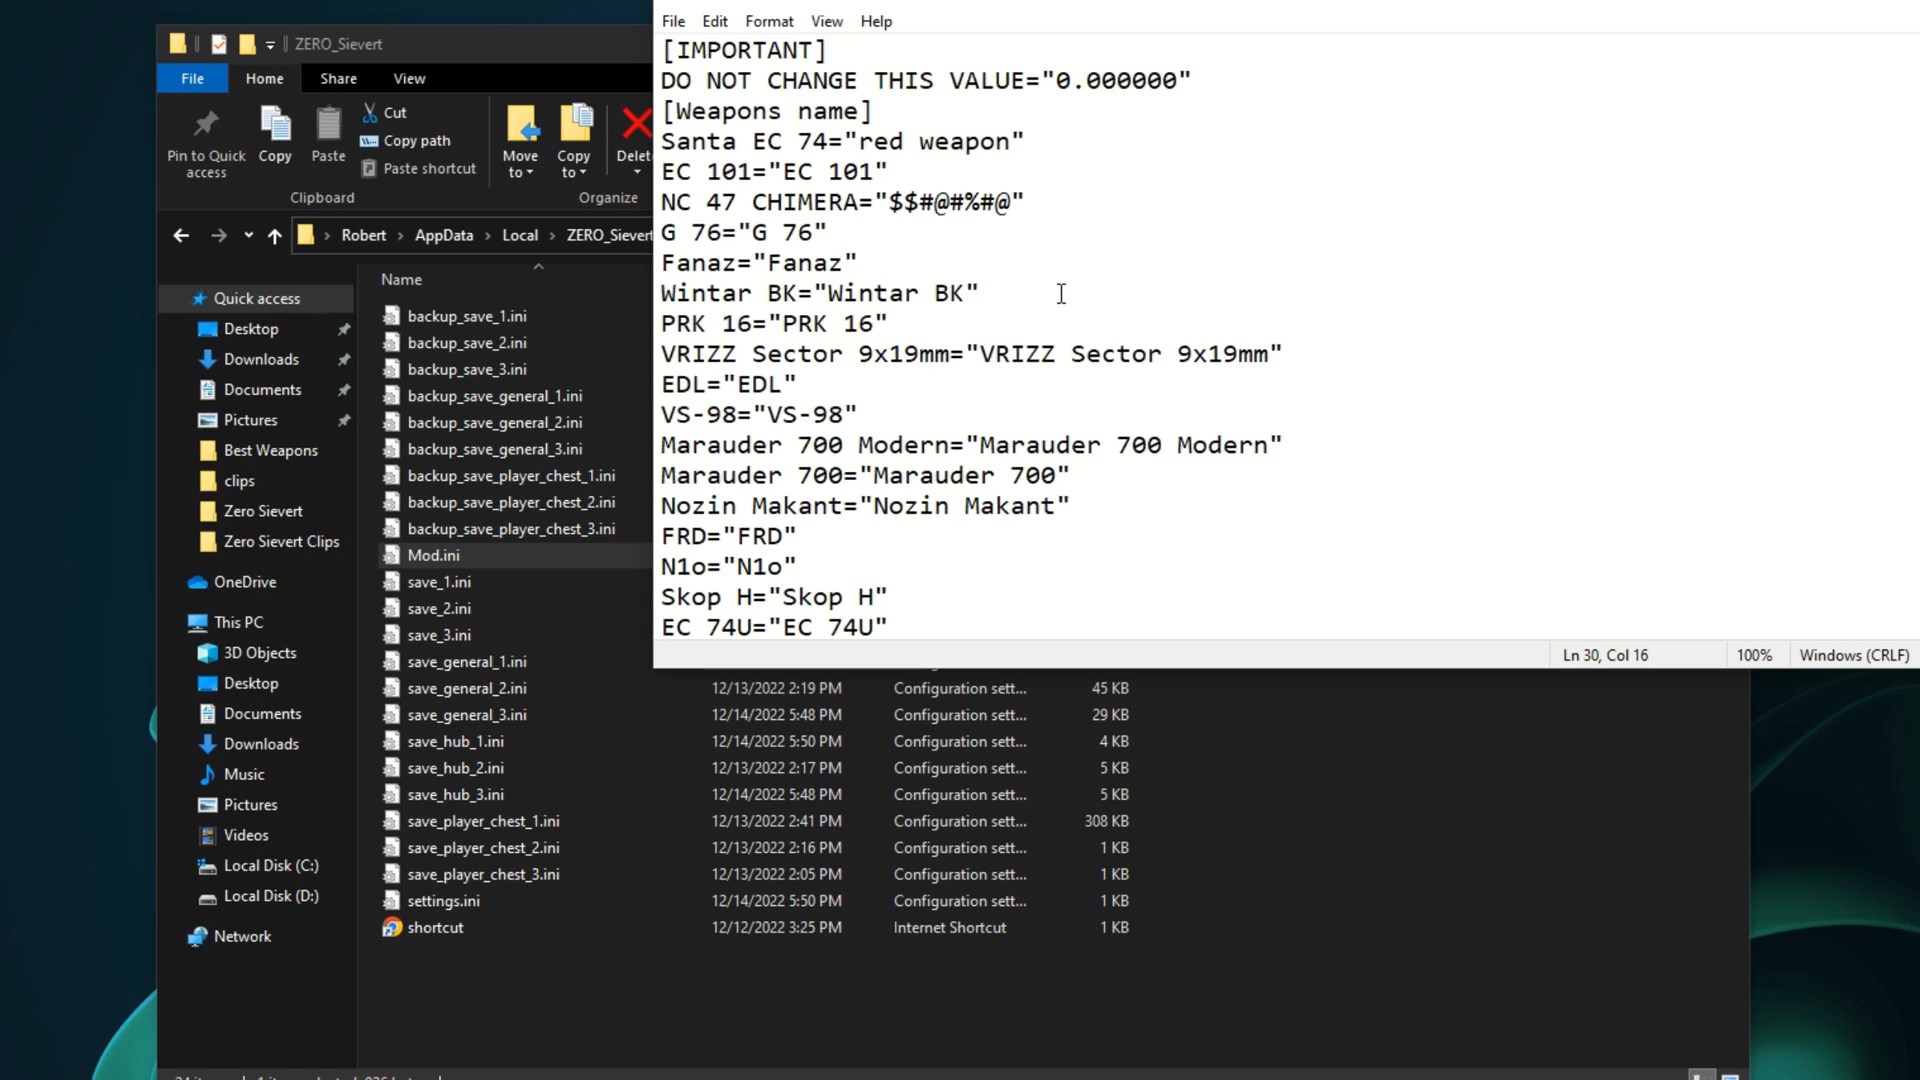 ZERO_Sievert
File Home Share View
Pin to Quick access
Copy
Paste
Cut
Copy path
Paste shortcut
Clipboard
Move to
Copy to
Delet
Organize
Robert > AppData > Local > ZERO_Sievert
Quick access
Desktop
Downloads
Documents
Pictures
Best Weapons
clips
Zero Sievert
Zero Sievert Clips
OneDrive
This PC
3D Objects
Desktop
Documents
Downloads
Music
Pictures
Videos
Local Disk (C:)
Local Disk (D:)
Network
Name
backup_save_1.ini
backup_save_2.ini
backup_save_3.ini
backup_save_general_1.ini
backup_save_general_2.ini
backup_save_general_3.ini
backup_save_player_chest_1.ini
backup_save_player_chest_2.ini
backup_save_player_chest_3.ini
Mod.ini
save_1.ini
save_2.ini
save_3.ini
save_general_1.ini
save_general_2.ini 12/13/2022 2:19 PM Configuration sett... 45 KB
save_general_3.ini 12/14/2022 5:48 PM Configuration sett... 29 KB
save_hub_1.ini 12/14/2022 5:50 PM Configuration sett... 4 KB
save_hub_2.ini 12/13/2022 2:17 PM Configuration sett... 5 KB
save_hub_3.ini 12/14/2022 5:48 PM Configuration sett... 5 KB
save_player_chest_1.ini 12/13/2022 2:41 PM Configuration sett... 308 KB
save_player_chest_2.ini 12/13/2022 2:16 PM Configuration sett... 1 KB
save_player_chest_3.ini 12/13/2022 2:05 PM Configuration sett... 1 KB
settings.ini 12/14/2022 5:50 PM Configuration sett... 1 KB
shortcut 12/12/2022 3:25 PM Internet Shortcut 1 KB
File Edit Format View Help
[IMPORTANT]
DO NOT CHANGE THIS VALUE="0.000000"
[Weapons name]
Santa EC 74="red weapon"
EC 101="EC 101"
NC 47 CHIMERA="$$#@#%#@"
G 76="G 76"
Fanaz="Fanaz"
Wintar BK="Wintar BK"
PRK 16="PRK 16"
VRIZZ Sector 9x19mm="VRIZZ Sector 9x19mm"
EDL="EDL"
VS-98="VS-98"
Marauder 700 Modern="Marauder 700 Modern"
Marauder 700="Marauder 700"
Nozin Makant="Nozin Makant"
FRD="FRD"
N1o="N1o"
Skop H="Skop H"
EC 74U="EC 74U"
Ln 30, Col 16 100% Windows (CRLF)